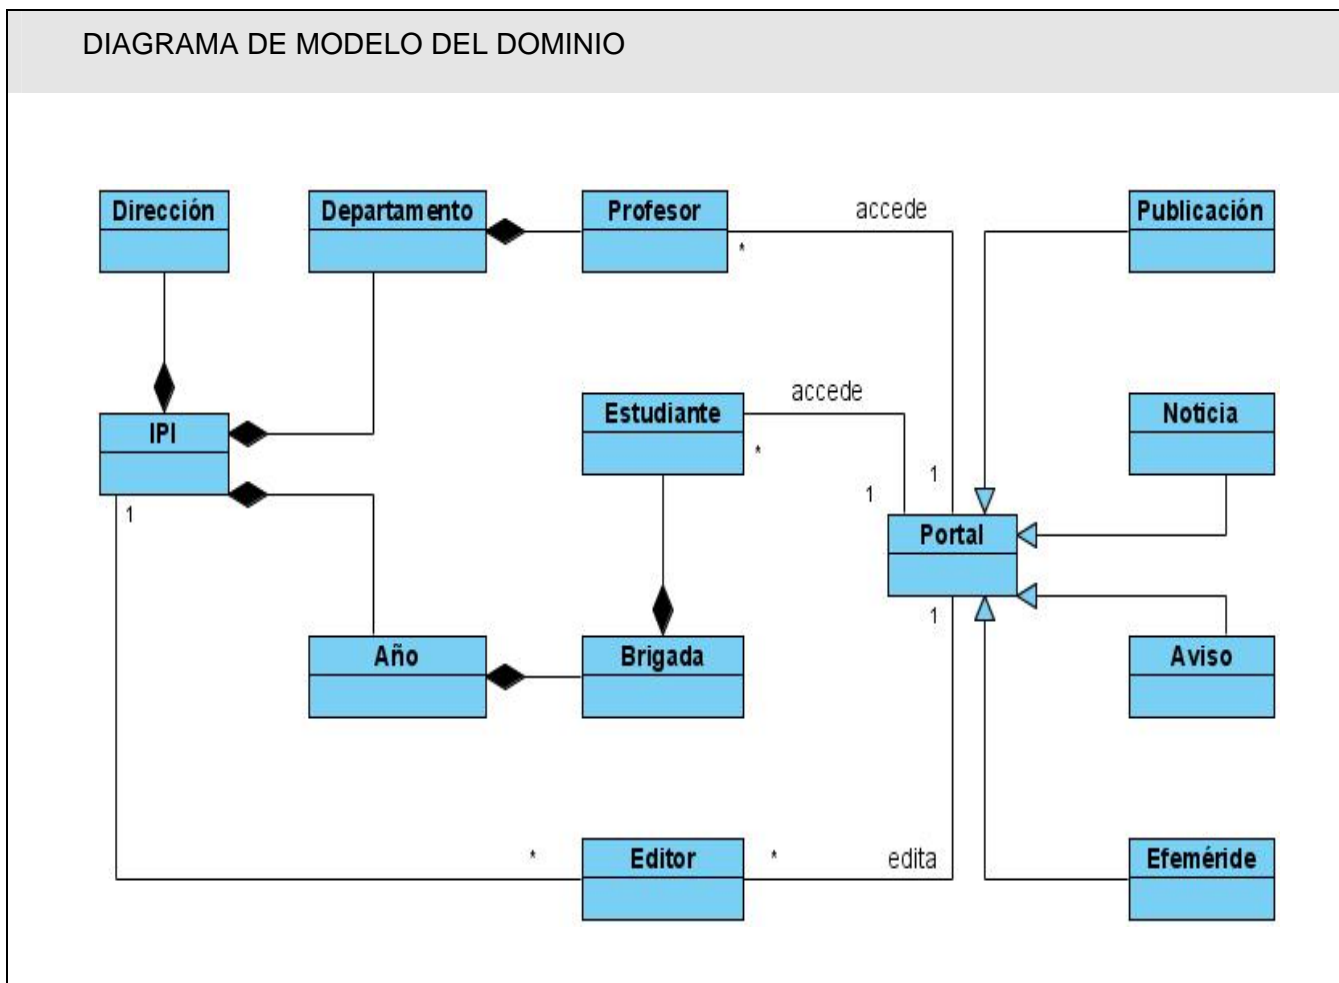 DIAGRAMA DE MODELO DEL DOMINIO
Dirección
Departamento
Profesor
accede
Publicación
*
IPI
Estudiante
accede
Noticia
*
1
1
1
Portal
1
Año
Brigada
Aviso
*
Editor
*
edita
Efeméride